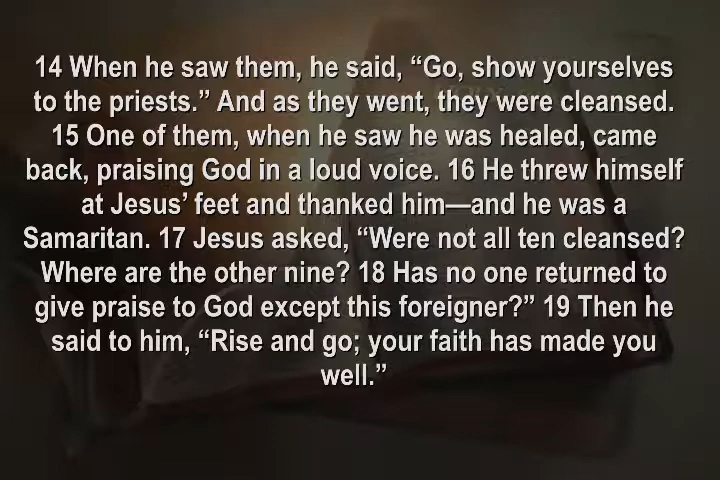 14 When he saw them, he said, “Go, show yourselves
to the priests.” And as they went, they were cleansed.
15 One of them, when he saw he was healed, came
back, praising God in a loud voice. 16 He threw himself
at Jesus’ feet and thanked him—and he was a
Samaritan. 17 Jesus asked, “Were not all ten cleansed?
Where are the other nine? 18 Has no one returned to
give praise to God except this foreigner?” 19 Then he
said to him, “Rise and go; your faith has made you
well.”